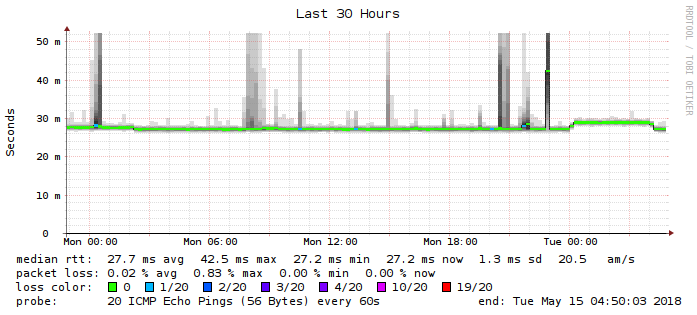 Last 30 Hours
RRDTOOL / TOBI OETIKER
Seconds
50 m
40 m
30 m
20 m
10 m
0
Mon 00:00 Mon 06:00 Mon 12:00 Mon 18:00 Tue 00:00
median rtt: 27.7 ms avg 42.5 ms max 27.2 ms min 27.2 ms now 1.3 ms sd 20.5 am/s
packet loss: 0.02 % avg 0.83 % max 0.00 % min 0.00 % now
loss color: 0 1/20 2/20 3/20 4/20 10/20 19/20
probe: 20 ICMP Echo Pings (56 Bytes) every 60s end: Tue May 15 04:50:03 2018